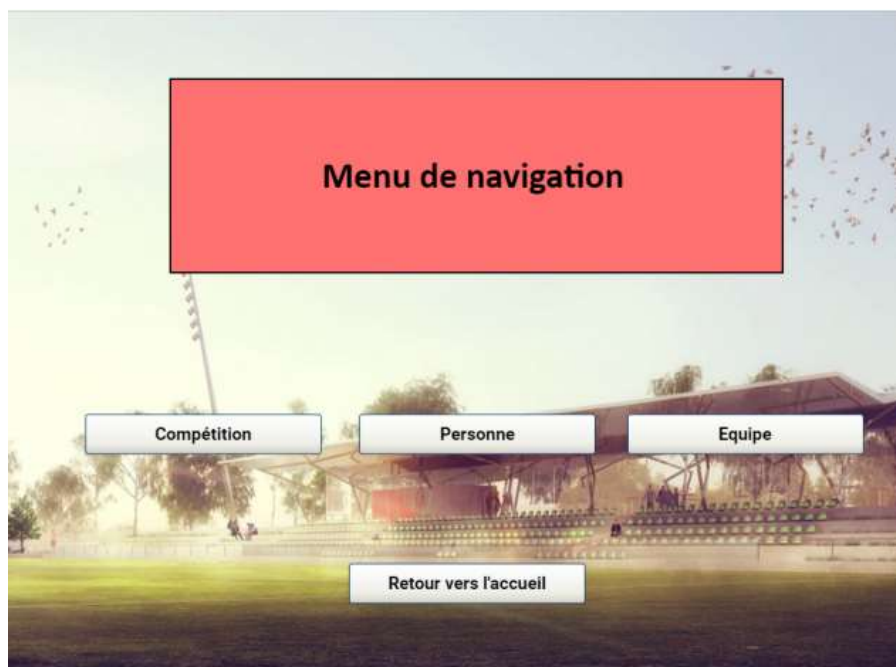 Menu de navigation
Compétition
Personne
Equipe
Retour vers l'accueil